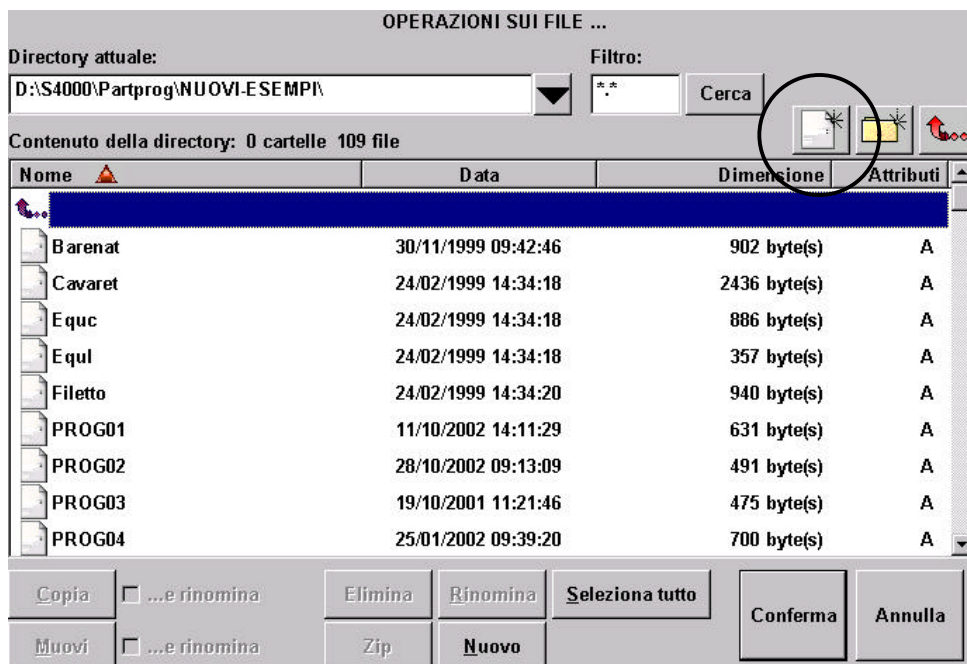 OPERAZIONI SUI FILE ...
Directory attuale: Filtro:
D:\S4000\Partprog\NUOVI-ESEMPI\ *.* Cerca
Contenuto della directory: 0 cartelle 109 file
Nome Data Dimensione Attributi
Barenat 30/11/1999 09:42:46 902 byte(s) A
Cavaret 24/02/1999 14:34:18 2436 byte(s) A
Equc 24/02/1999 14:34:18 886 byte(s) A
Equl 24/02/1999 14:34:18 357 byte(s) A
Filetto 24/02/1999 14:34:20 940 byte(s) A
PROG01 11/10/2002 14:11:29 631 byte(s) A
PROG02 28/10/2002 09:13:09 491 byte(s) A
PROG03 19/10/2001 11:21:46 475 byte(s) A
PROG04 25/01/2002 09:39:20 700 byte(s) A
Copia ...e rinomina Elimina Rinomina Seleziona tutto Conferma Annulla
Muovi ...e rinomina Zip Nuovo